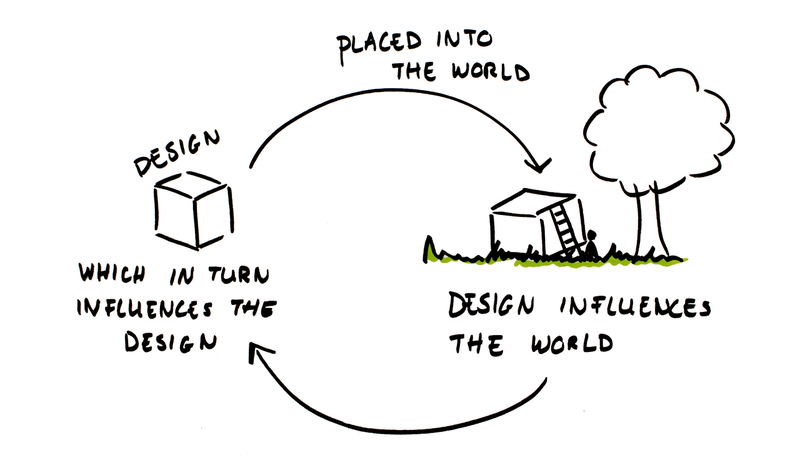 PLACED INTO
THE WORLD
DESIGN
DESIGN INFLUENCES
THE WORLD
WHICH IN TURN
INFLUENCES THE
DESIGN